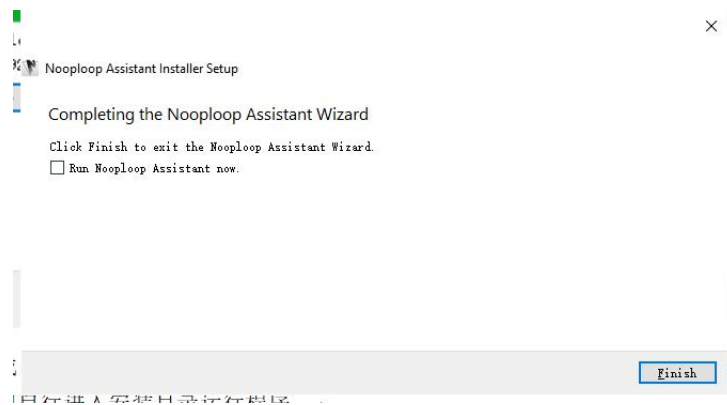 Nooploop Assistant Installer Setup
Completing the Nooploop Assistant Wizard
Click Finish to exit the Nooploop Assistant Wizard.
Run Nooploop Assistant now.
Finish